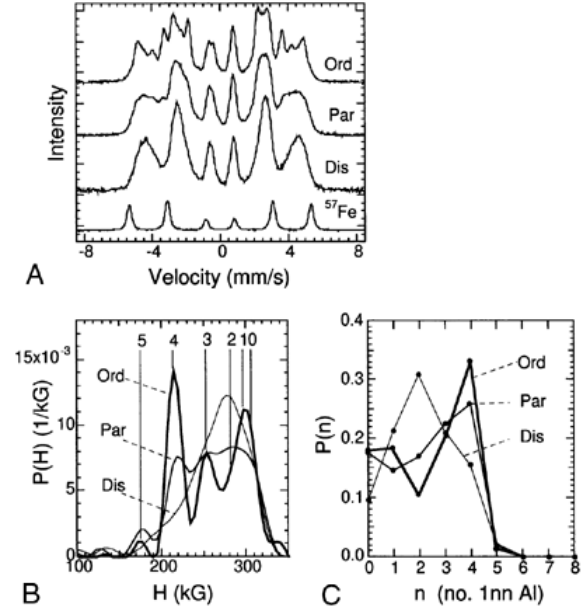 Intensity
Ord
Par
Dis
⁵⁷Fe
-8 -4 0 4 8
Velocity (mm/s)
A
5 4 3 2 10
15x10⁻³
10
5
0
P(H) (1/kG)
Ord
Par
Dis
100 200 300
H (kG)
B
0.4
0.3
0.2
0.1
0.0
P(n)
Ord
Par
Dis
0 1 2 3 4 5 6 7 8
n (no. 1nn Al)
C